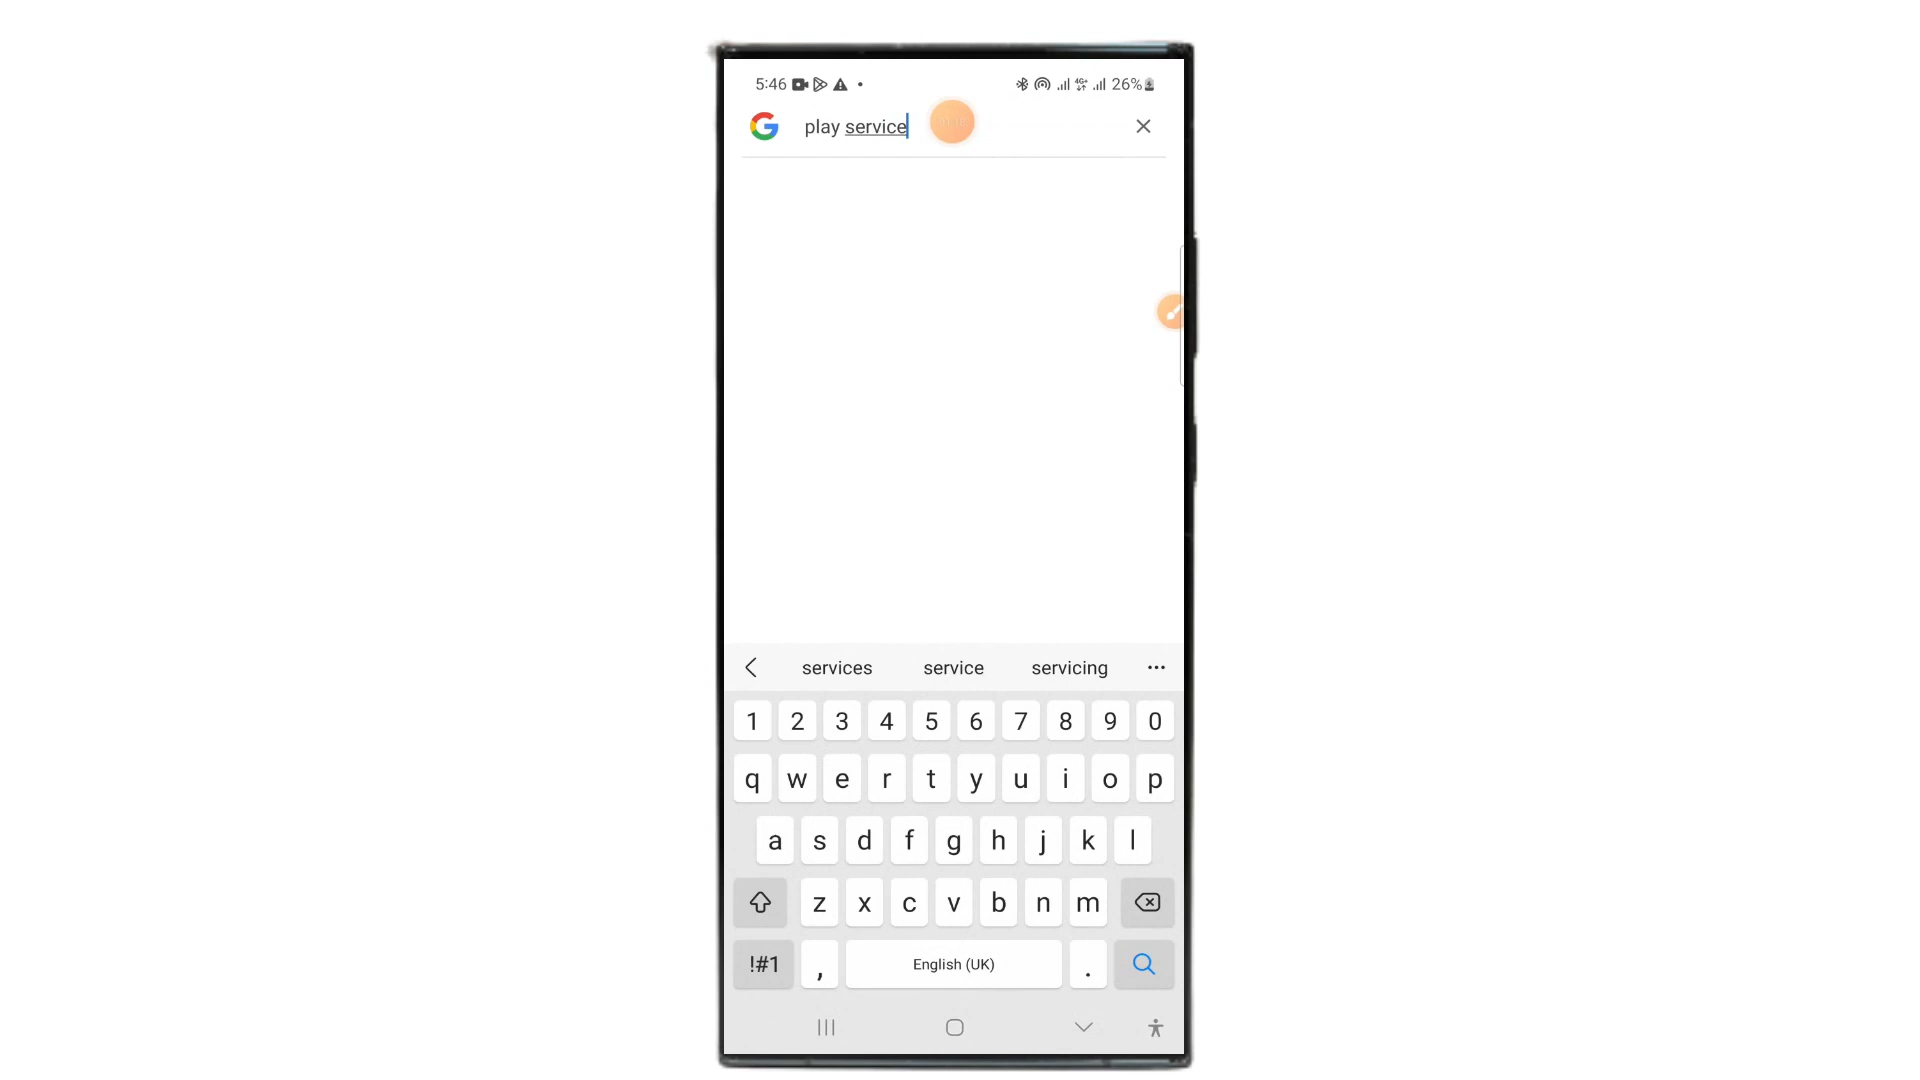 5:46 4G+ 26%
play service
services service servicing
1 2 3 4 5 6 7 8 9 0
q w e r t y u i o p
a s d f g h j k l
z x c v b n m
!#1 , English (UK) .